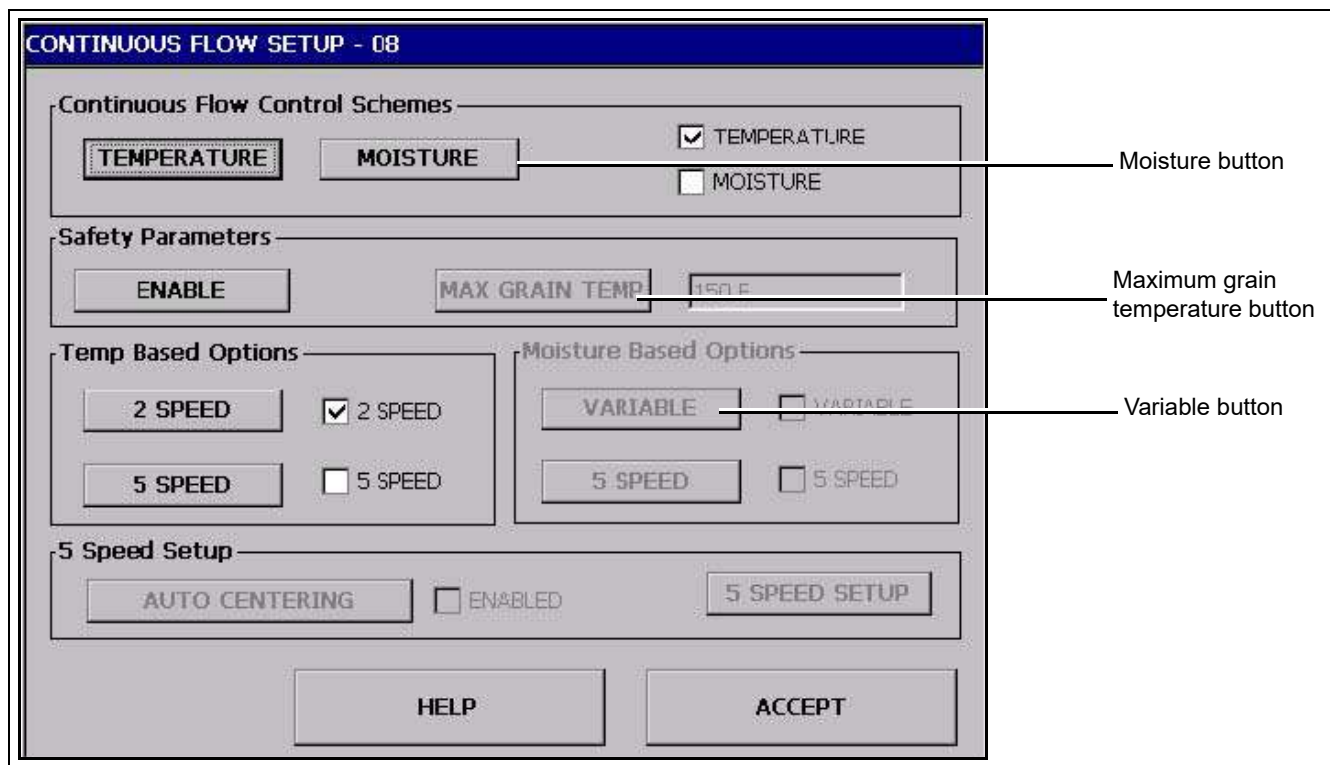 CONTINUOUS FLOW SETUP - 08
Continuous Flow Control Schemes
TEMPERATURE
MOISTURE
TEMPERATURE
MOISTURE
Moisture button
Safety Parameters
ENABLE
MAX GRAIN TEMP
150 F
Maximum grain
temperature button
Temp Based Options
2 SPEED
2 SPEED
5 SPEED
5 SPEED
Moisture Based Options
VARIABLE
VARIABLE
Variable button
5 SPEED
5 SPEED
5 Speed Setup
AUTO CENTERING
ENABLED
5 SPEED SETUP
HELP
ACCEPT